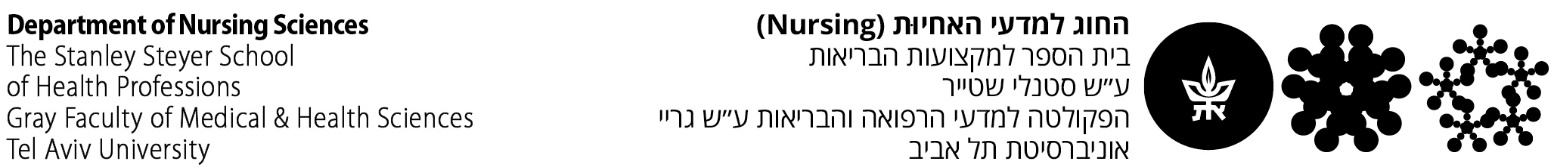 Department of Nursing Sciences
The Stanley Steyer School
of Health Professions
Gray Faculty of Medical & Health Sciences
Tel Aviv University
החוג למדעי האחיוּת (Nursing)
בית הספר למקצועות הבריאות
ע״ש סטנלי שטייר
הפקולטה למדעי הרפואה והבריאות ע״ש גריי
אוניברסיטת תל אביב